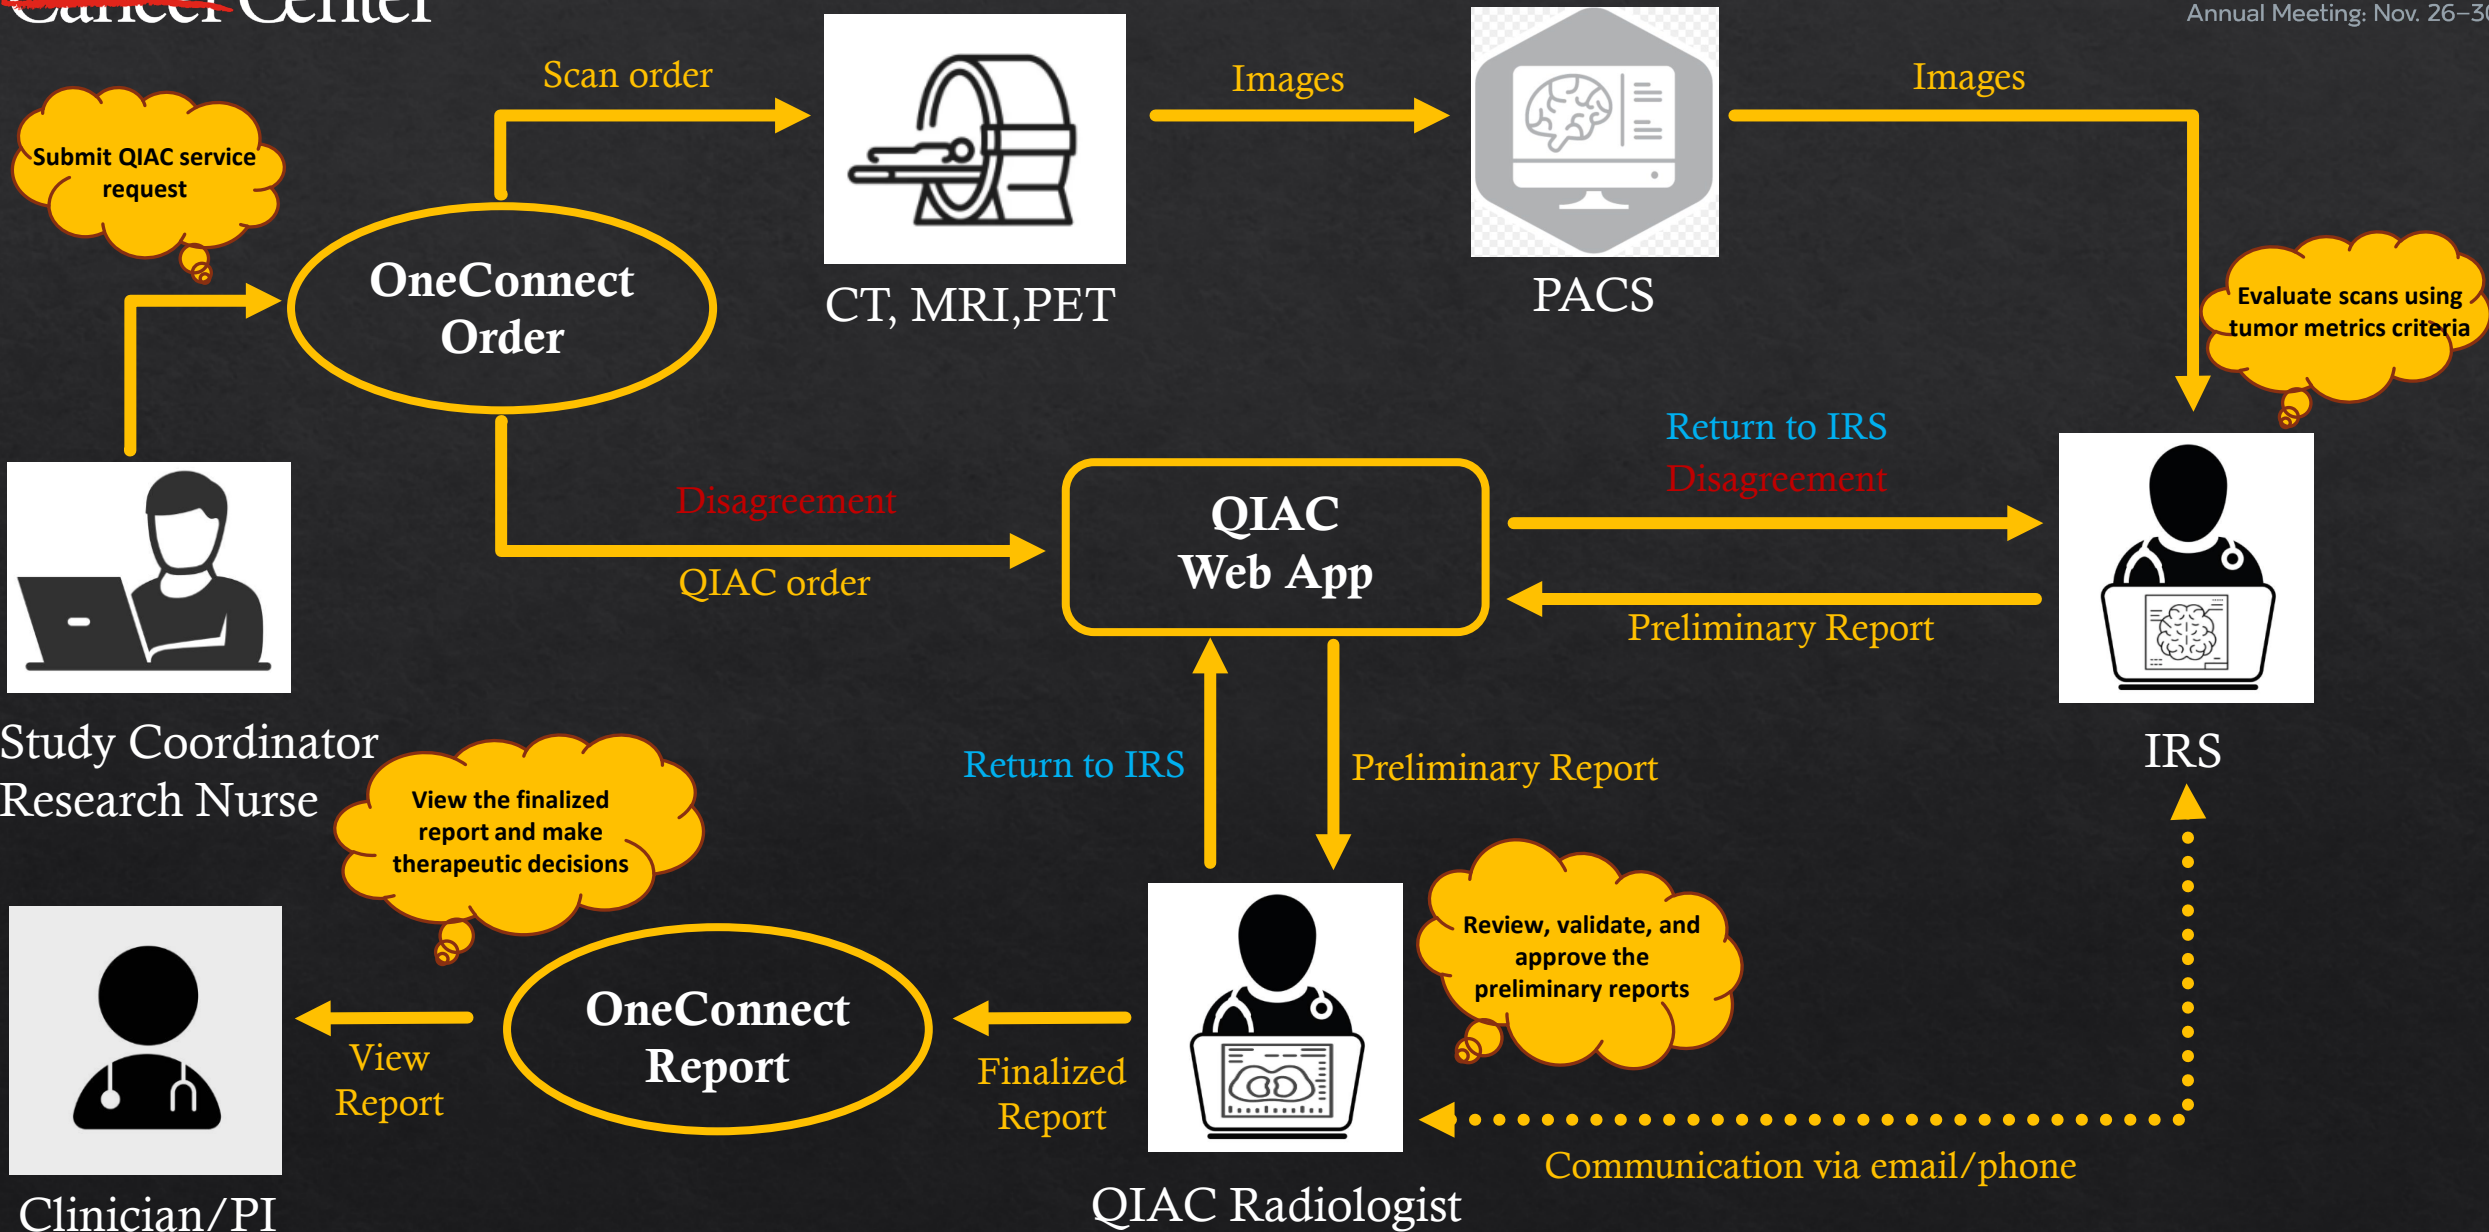 Cancer Center
Annual Meeting: Nov. 26–30
Scan order
Images
Images
Submit QIAC service
request
OneConnect
Order
CT, MRI,PET
PACS
Evaluate scans using
tumor metrics criteria
Return to IRS
Disagreement
Disagreement
QIAC order
QIAC
Web App
Preliminary Report
Study Coordinator
Research Nurse
IRS
View the finalized
report and make
therapeutic decisions
Return to IRS
Preliminary Report
Review, validate, and
approve the
preliminary reports
OneConnect
Report
View
Report
Finalized
Report
Communication via email/phone
Clinician/PI
QIAC Radiologist